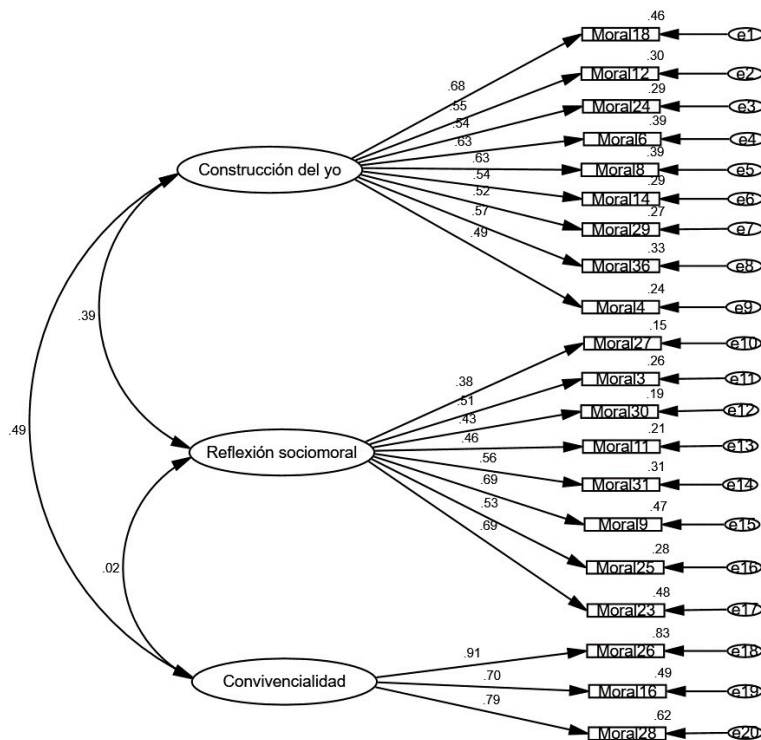 .46
Moral18 e1
.30
Moral12 e2
.68
.29
.55
Moral24 e3
.54
.39
.63
Moral6 e4
.39
Construcción del yo
.63
Moral8 e5
.54
.29
Moral14 e6
.52
.27
Moral29 e7
.57
.33
Moral36 e8
.49
.24
Moral4 e9
.39
.15
Moral27 e10
.38
.26
Moral3 e11
.51
.19
Moral30 e12
.43
.21
.49
Reflexión sociomoral
.46
Moral11 e13
.56
.31
Moral31 e14
.69
.47
Moral9 e15
.53
.28
.69
Moral25 e16
.02
.48
Moral23 e17
.83
.91
Moral26 e18
.49
.70
Convivencialidad
Moral16 e19
.79
.62
Moral28 e20